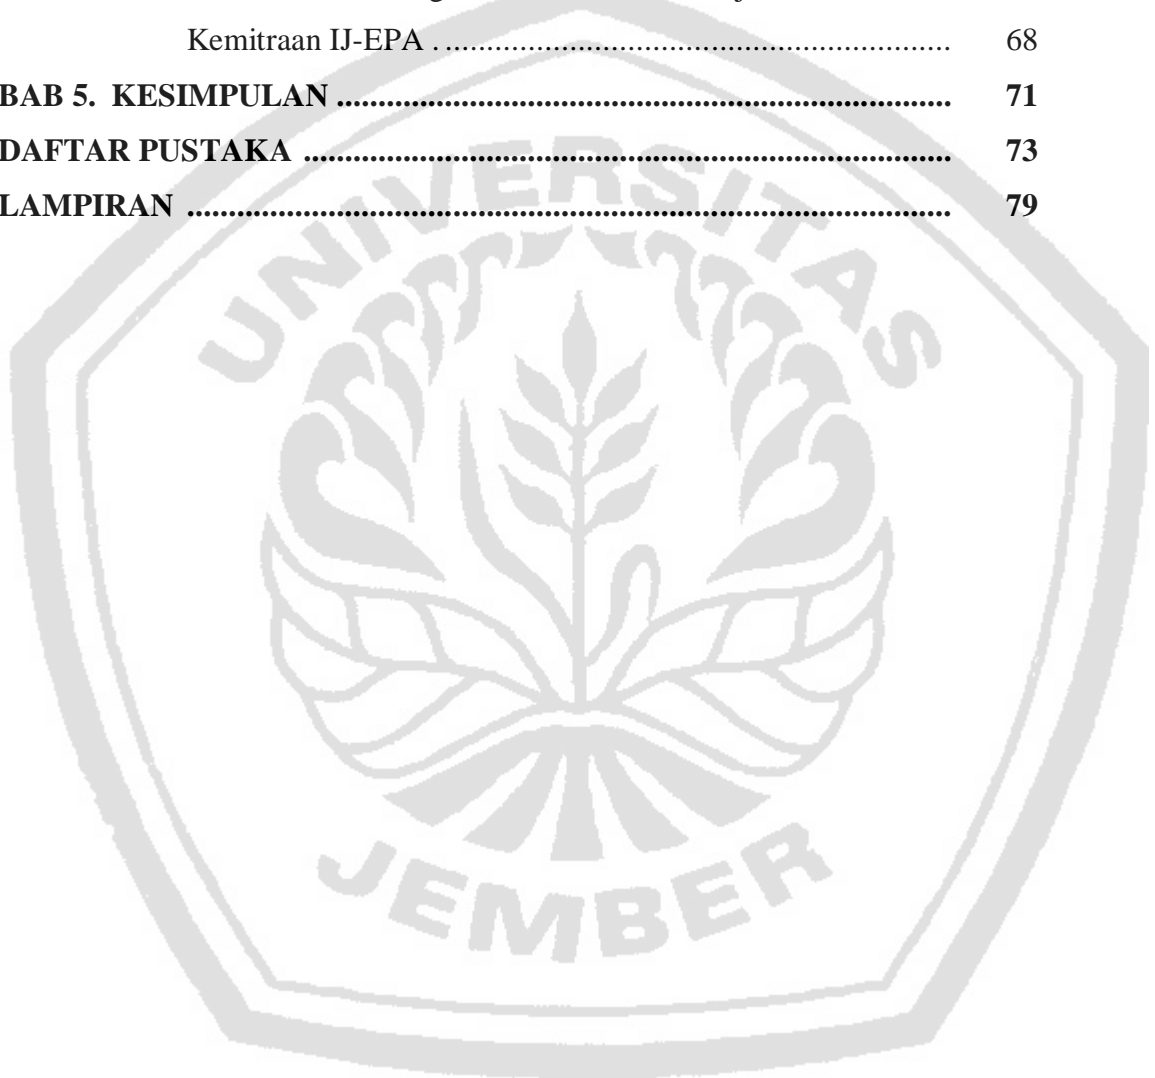 Kemitraan IJ-EPA . .......................................................... 68
BAB 5. KESIMPULAN .......................................................................... 71
DAFTAR PUSTAKA .............................................................................. 73
LAMPIRAN ............................................................................................ 79
UNIVERSITAS
JEMBER